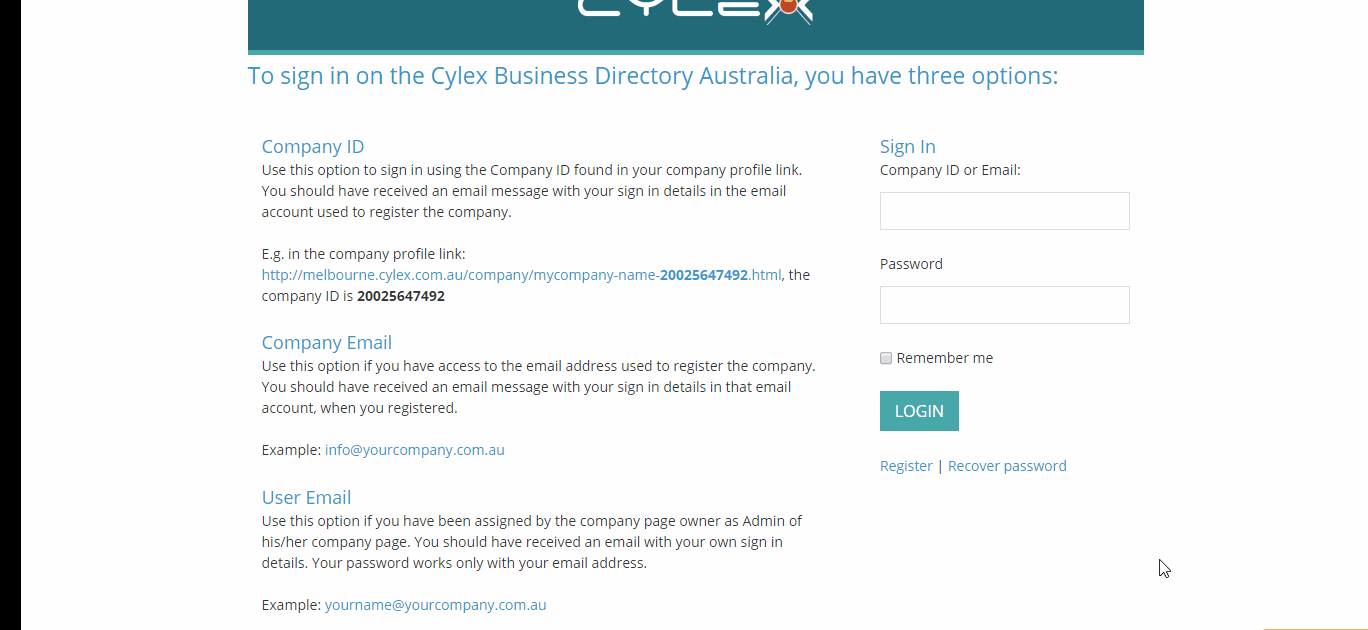 CYLEX
To sign in on the Cylex Business Directory Australia, you have three options:
Company ID
Use this option to sign in using the Company ID found in your company profile link.
You should have received an email message with your sign in details in the email
account used to register the company.
E.g. in the company profile link:
http://melbourne.cylex.com.au/company/mycompany-name-20025647492.html, the
company ID is 20025647492
Company Email
Use this option if you have access to the email address used to register the company.
You should have received an email message with your sign in details in that email
account, when you registered.
Example: info@yourcompany.com.au
User Email
Use this option if you have been assigned by the company page owner as Admin of
his/her company page. You should have received an email with your own sign in
details. Your password works only with your email address.
Example: yourname@yourcompany.com.au
Sign In
Company ID or Email:
Password
Remember me
LOGIN
Register | Recover password